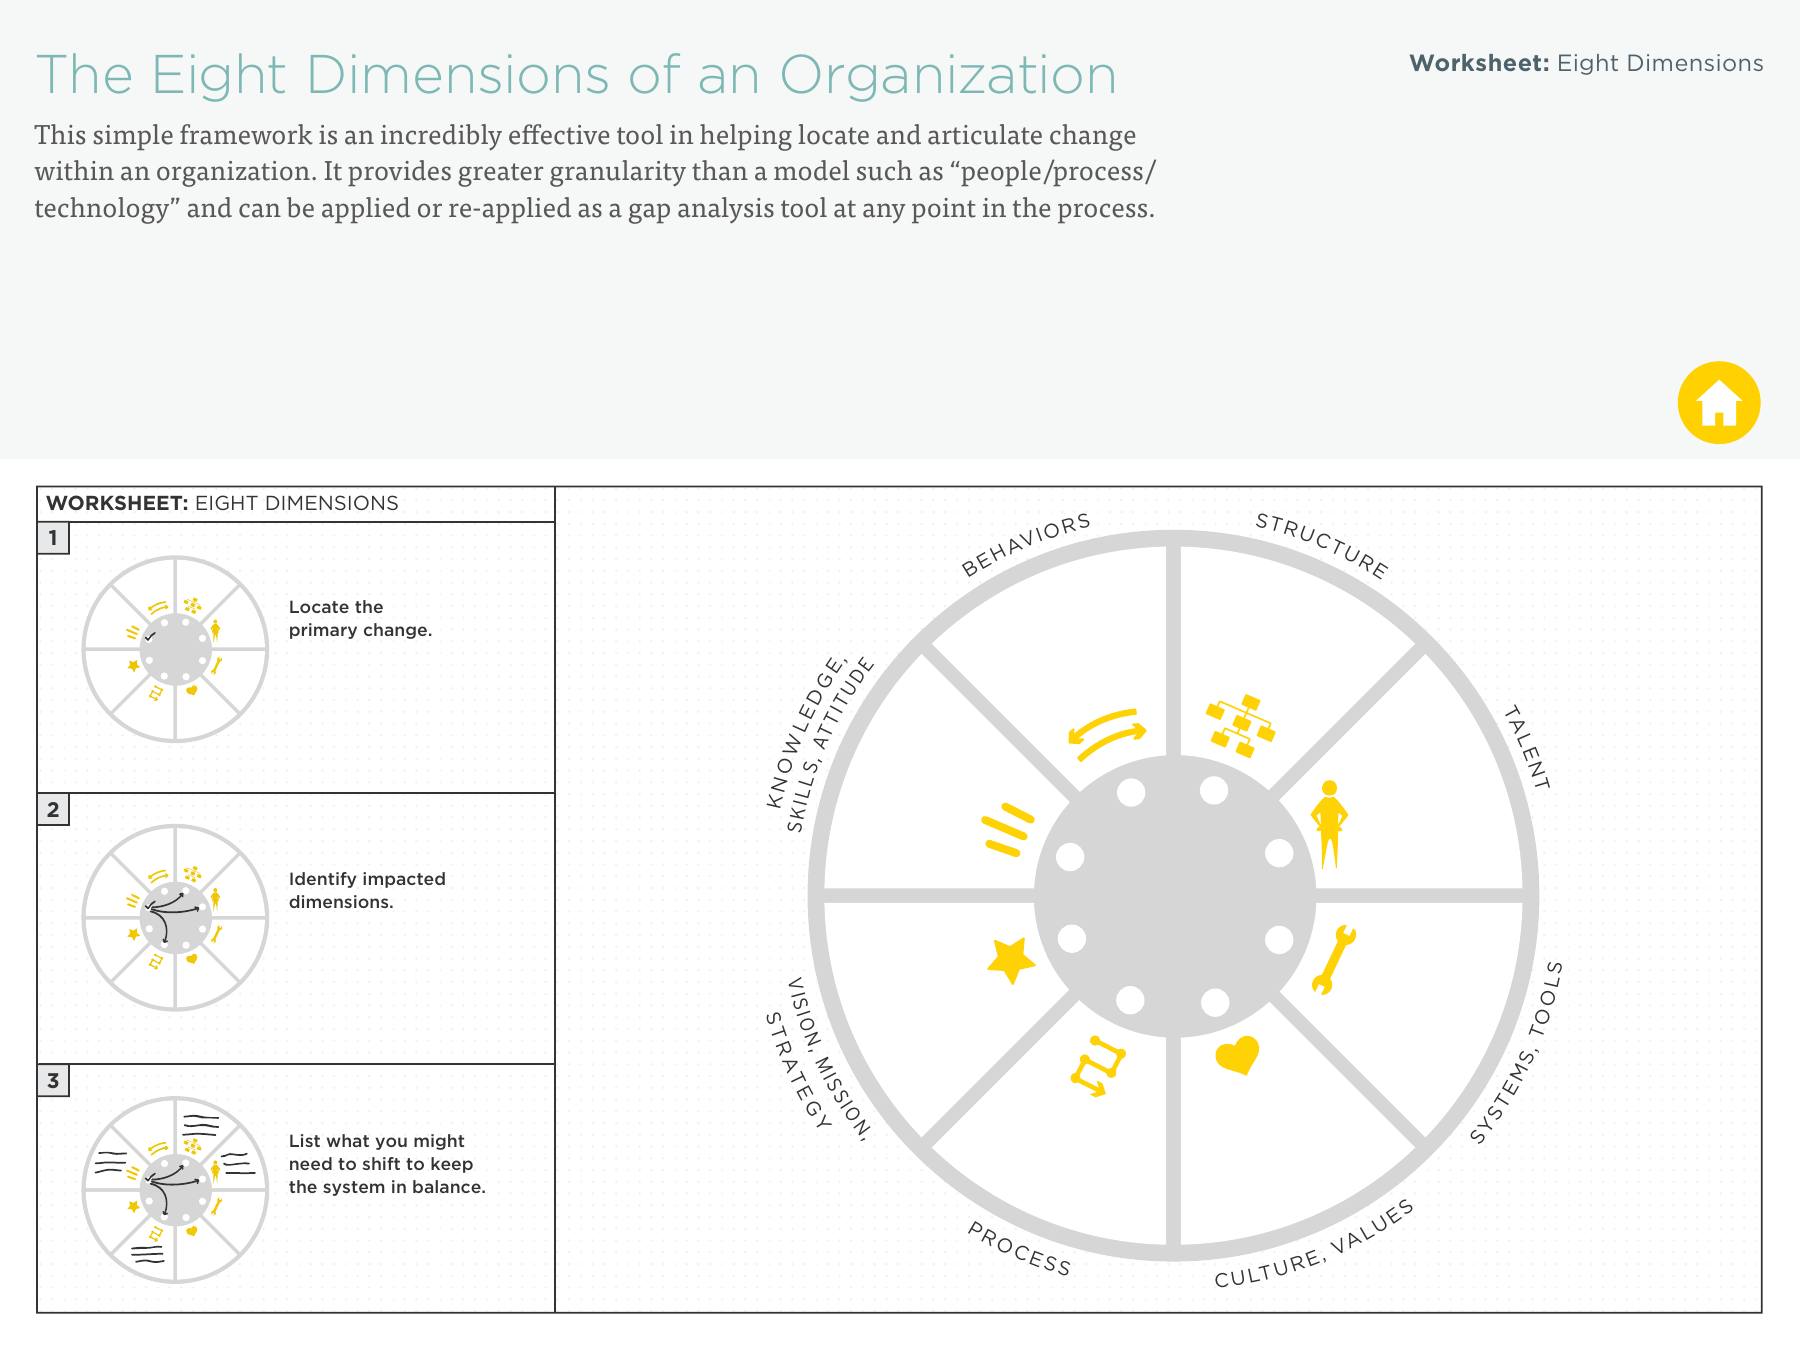 The Eight Dimensions of an Organization
Worksheet: Eight Dimensions
This simple framework is an incredibly effective tool in helping locate and articulate change
within an organization. It provides greater granularity than a model such as “people/process/
technology” and can be applied or re-applied as a gap analysis tool at any point in the process.
WORKSHEET: EIGHT DIMENSIONS
1
Locate the
primary change.
2
Identify impacted
dimensions.
3
List what you might
need to shift to keep
the system in balance.
BEHAVIORS
STRUCTURE
TALENT
SYSTEMS, TOOLS
CULTURE, VALUES
PROCESS
VISION, MISSION,
STRATEGY
KNOWLEDGE,
SKILLS, ATTITUDE